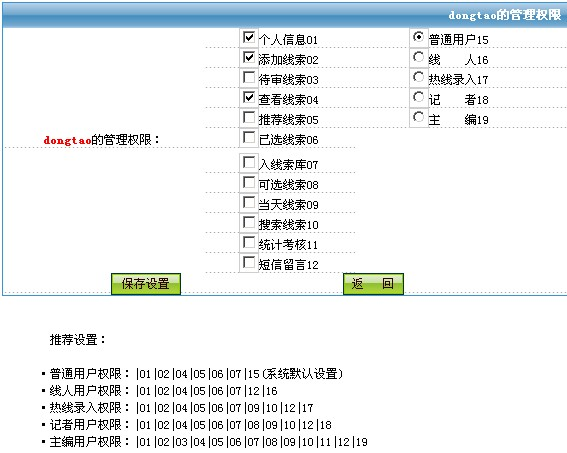 dongtao的管理权限
个人信息01 普通用户15
添加线索02 线 人16
待审线索03 热线录入17
查看线索04 记 者18
推荐线索05 主 编19
dongtao的管理权限： 已选线索06
入线索库07
可选线索08
当天线索09
搜索线索10
统计考核11
短信留言12
保存设置 返 回
推荐设置：
▪普通用户权限：|01|02|04|05|06|07|15(系统默认设置)
▪线人用户权限：|01|02|04|05|06|07|12|16
▪热线录入权限：|01|02|04|05|06|07|09|10|12|17
▪记者用户权限：|01|02|04|05|06|07|08|09|10|12|18
▪主编用户权限：|01|02|03|04|05|06|07|08|09|10|11|12|19